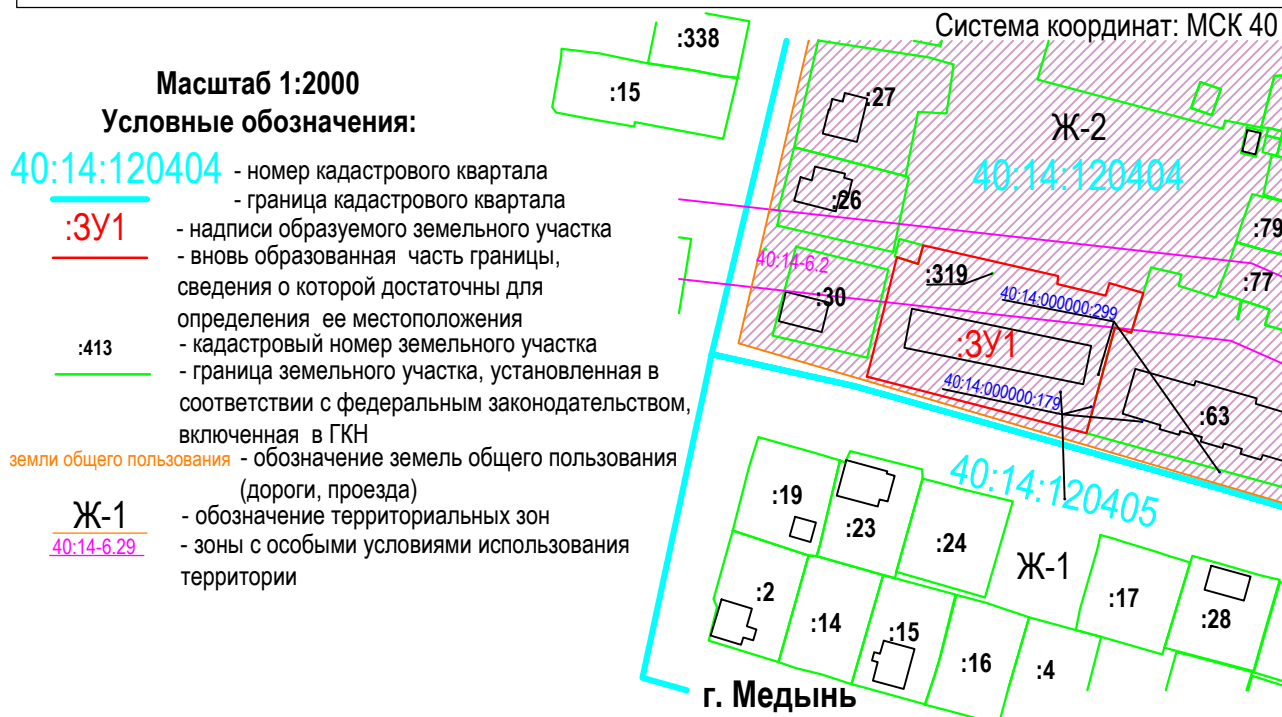 Система координат: МСК 40
Масштаб 1:2000
Условные обозначения:
40:14:120404 - номер кадастрового квартала
- граница кадастрового квартала
:ЗУ1 - надписи образуемого земельного участка
- вновь образованная часть границы,
сведения о которой достаточны для
определения ее местоположения
:413 - кадастровый номер земельного участка
- граница земельного участка, установленная в
соответствии с федеральным законодательством,
включенная в ГКН
земли общего пользования - обозначение земель общего пользования
(дороги, проезда)
Ж-1 - обозначение территориальных зон
40:14-6.29 - зоны с особыми условиями использования
территории
:338
:15
:27
Ж-2
40:14:120404
:26
:79
40:14-6.2
:319
:77
:30
40:14:000000:299
:ЗУ1
40:14:000000:179
:63
40:14:120405
:19
:23
:24
Ж-1
:2
:14
:15
:16
:4
:17
:28
г. Медынь